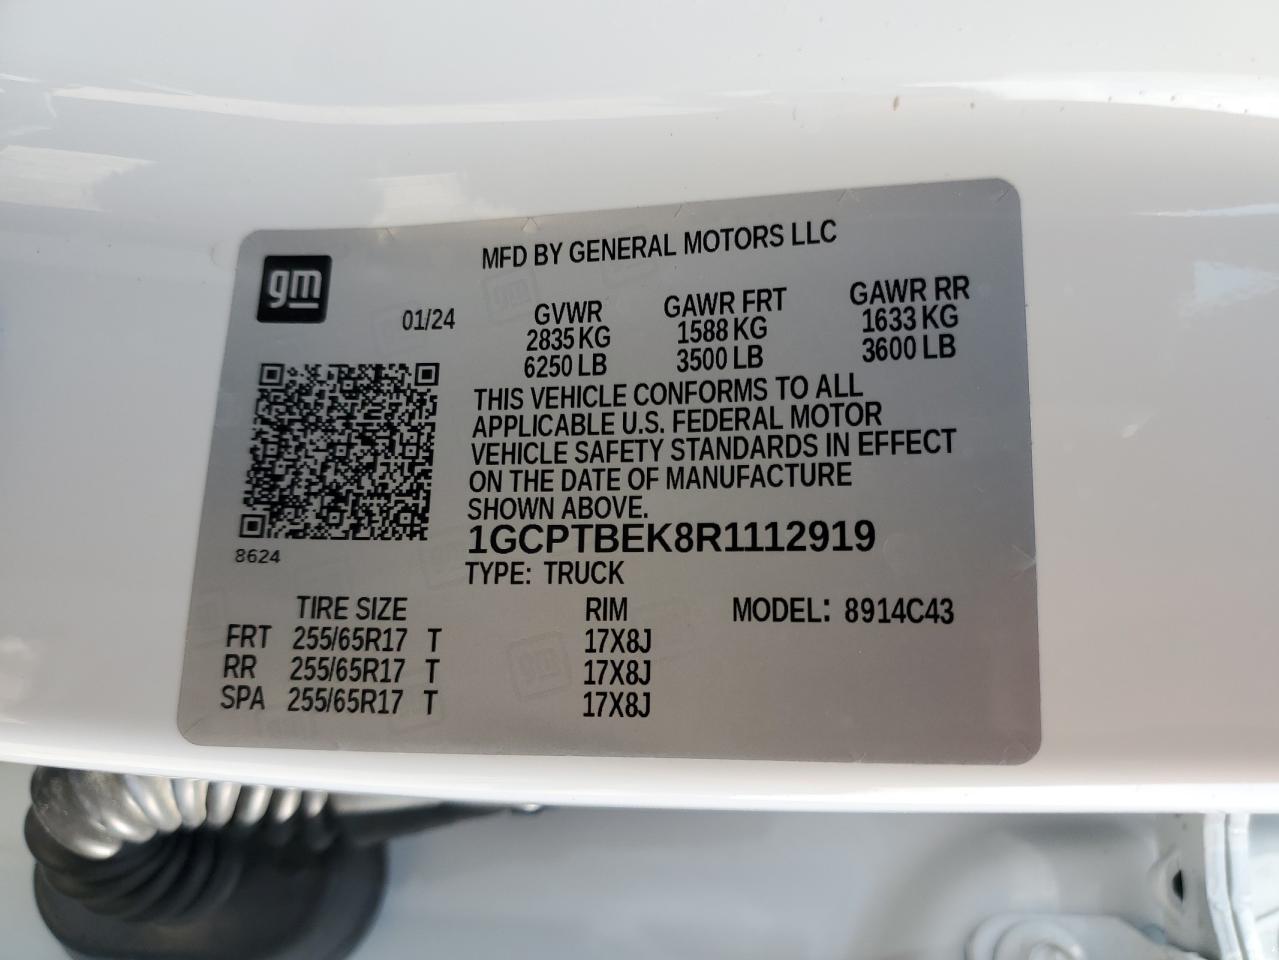 MFD BY GENERAL MOTORS LLC
gm
01/24
GVWR GAWR FRT GAWR RR
2835 KG 1588 KG 1633 KG
6250 LB 3500 LB 3600 LB
THIS VEHICLE CONFORMS TO ALL
APPLICABLE U.S. FEDERAL MOTOR
VEHICLE SAFETY STANDARDS IN EFFECT
ON THE DATE OF MANUFACTURE
SHOWN ABOVE.
8624
1GCPTBEK8R1112919
TYPE: TRUCK
TIRE SIZE RIM MODEL: 8914C43
FRT 255/65R17 T 17X8J
RR 255/65R17 T 17X8J
SPA 255/65R17 T 17X8J